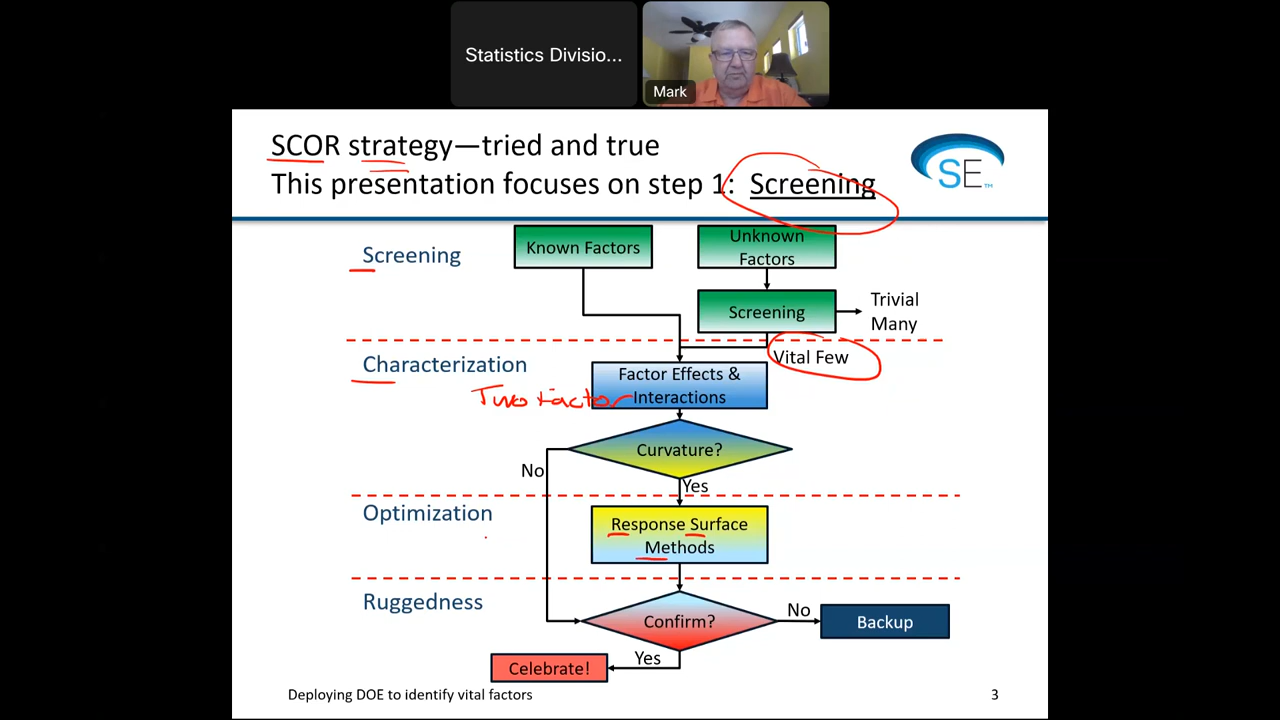 Statistics Divisio...
Mark
SCOR strategy—tried and true
This presentation focuses on step 1: Screening
SE™
Screening
Known Factors
Unknown
Factors
Screening
Trivial
Many
Vital Few
Characterization
Factor Effects &
Two Factor Interactions
Curvature?
No
Yes
Optimization
Response Surface
Methods
Ruggedness
Confirm?
No
Backup
Yes
Celebrate!
Deploying DOE to identify vital factors
3